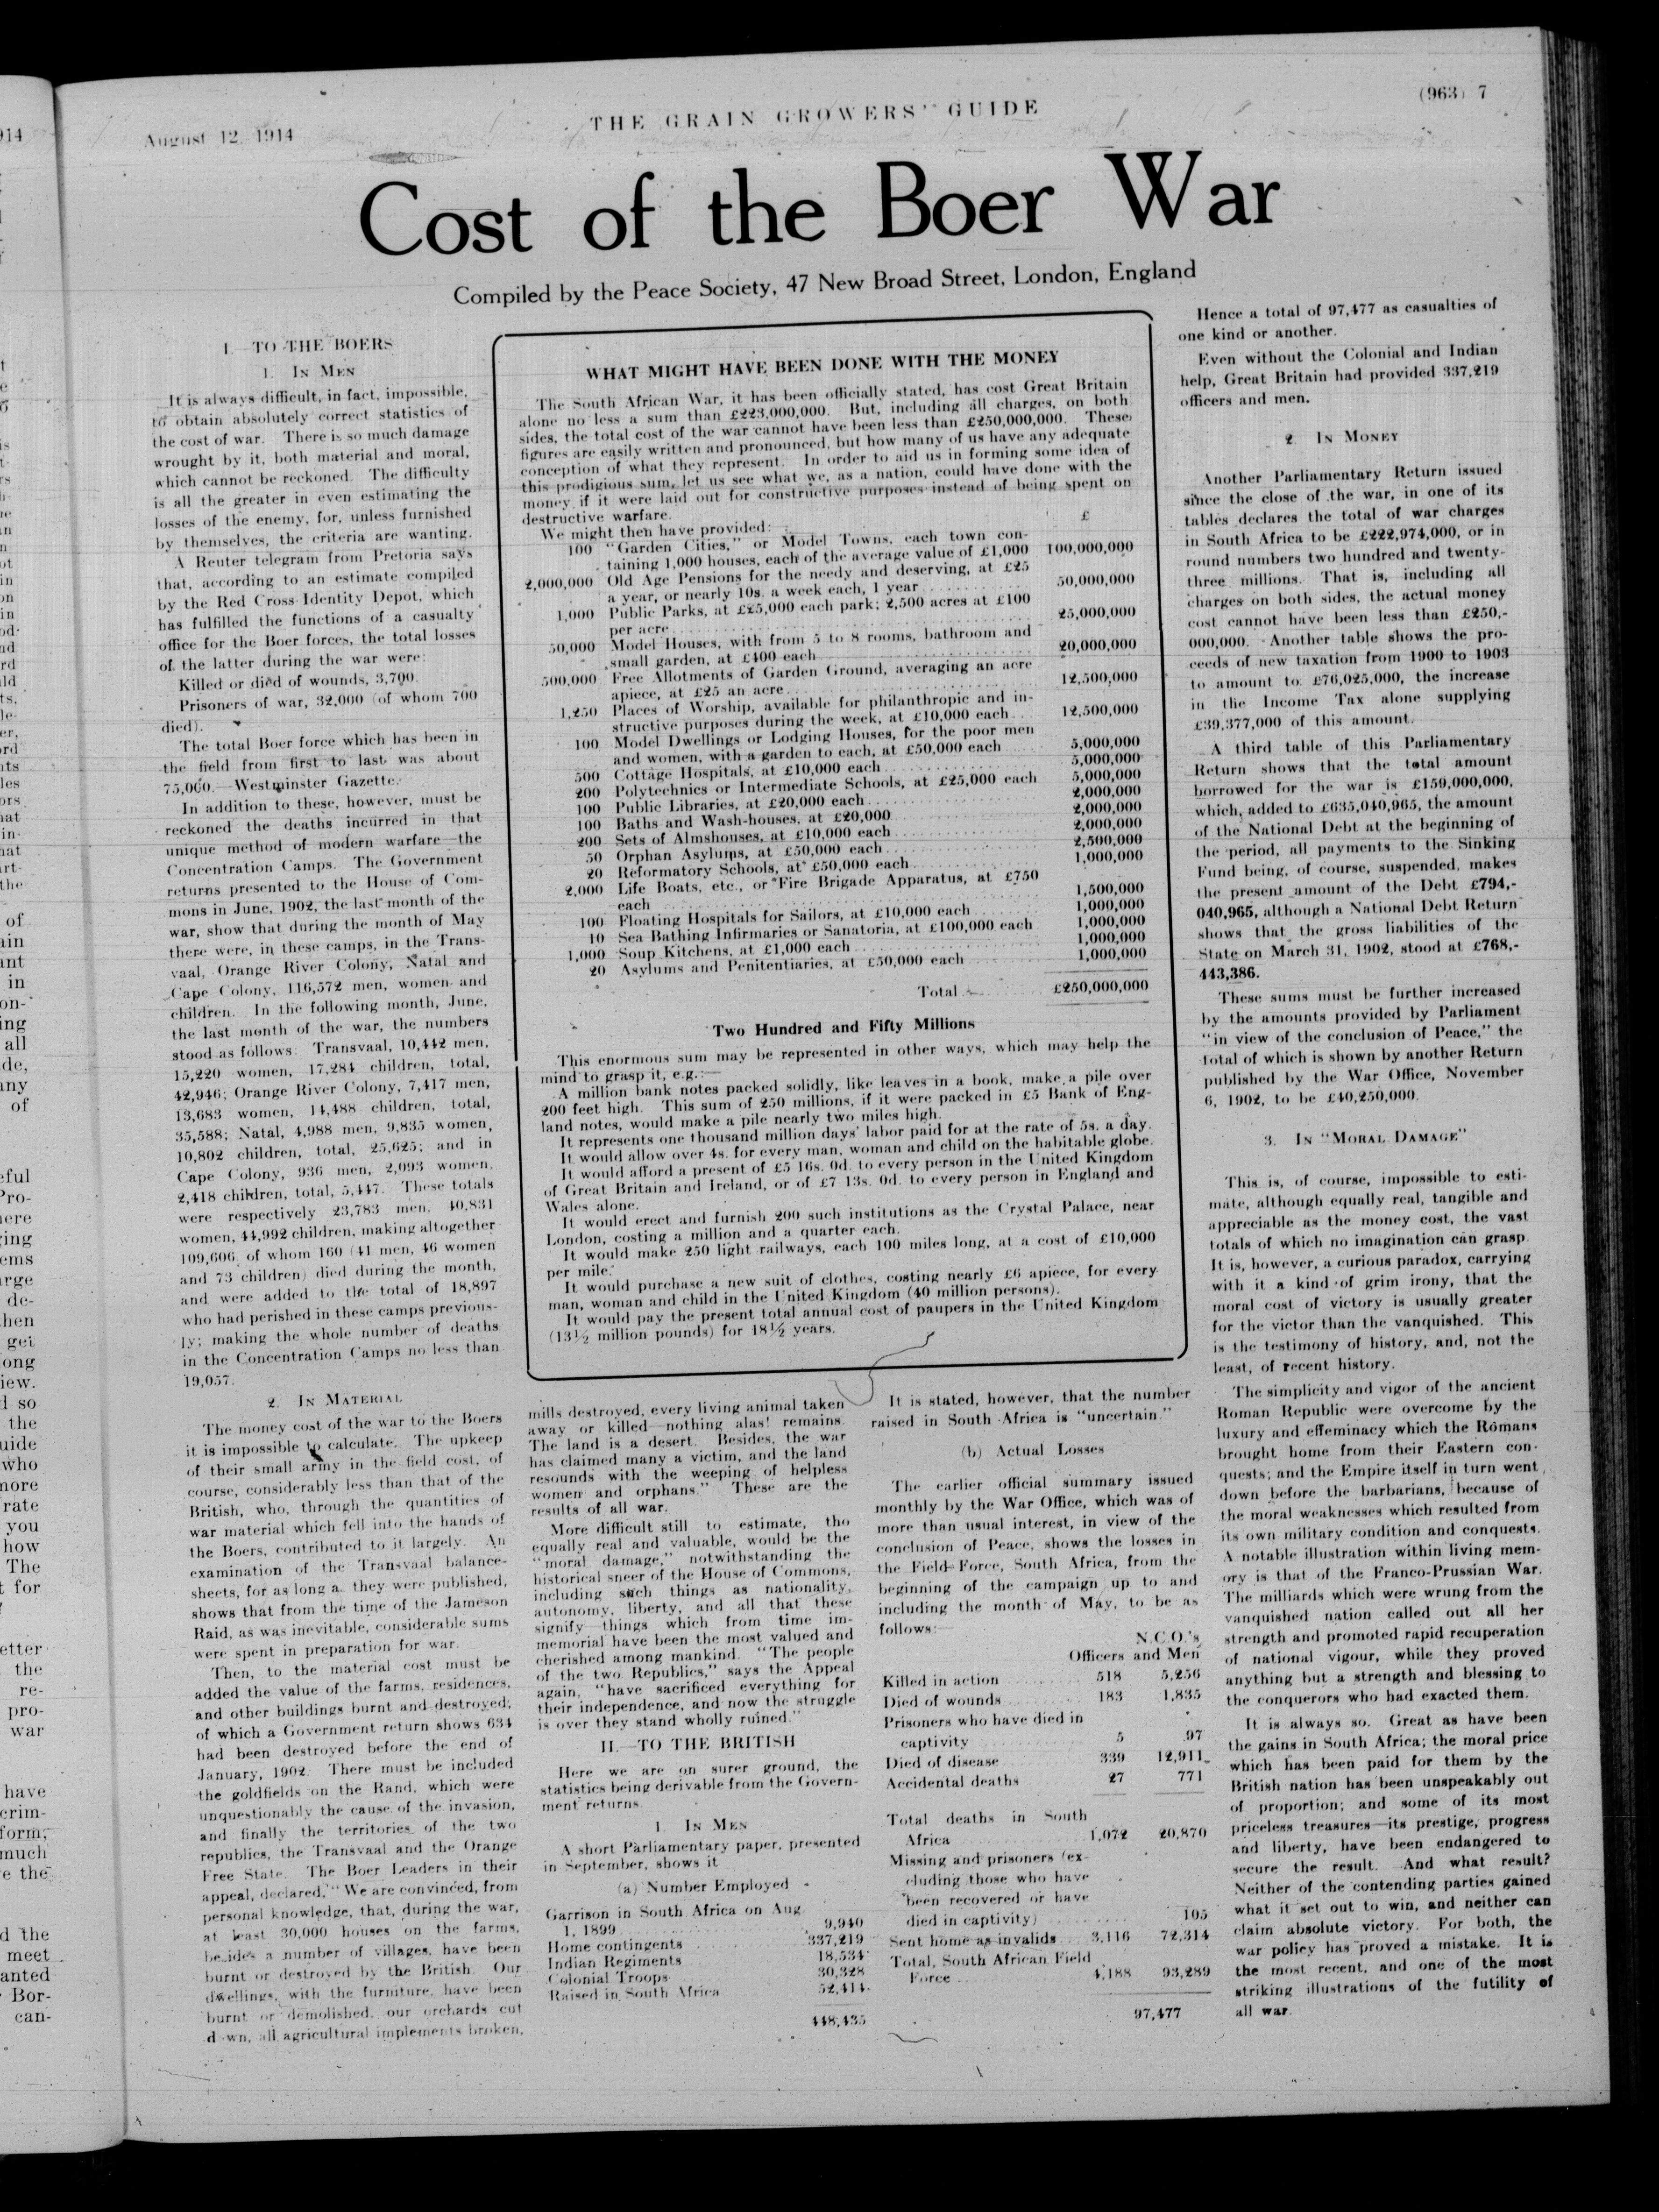 August 12, 1914
THE GRAIN GROWERS' GUIDE
(963) 7
Cost of the Boer War
Compiled by the Peace Society, 47 New Broad Street, London, England
I.—TO THE BOERS
1. IN MEN
It is always difficult, in fact, impossible,
to obtain absolutely correct statistics of
the cost of war. There is so much damage
wrought by it, both material and moral,
which cannot be reckoned. The difficulty
is all the greater in even estimating the
losses of the enemy, for, unless furnished
by themselves, the criteria are wanting.
A Reuter telegram from Pretoria says
that, according to an estimate compiled
by the Red Cross Identity Depot, which
has fulfilled the functions of a casualty
office for the Boer forces, the total losses
of the latter during the war were:
Killed or died of wounds, 3,700.
Prisoners of war, 32,000 (of whom 700
died).
The total Boer force which has been in
the field from first to last was about
75,000.—Westminster Gazette.
In addition to these, however, must be
reckoned the deaths incurred in that
unique method of modern warfare—the
Concentration Camps. The Government
returns presented to the House of Com-
mons in June, 1902, the last month of the
war, show that during the month of May
there were, in these camps, in the Trans-
vaal, Orange River Colony, Natal and
Cape Colony, 116,572 men, women and
children. In the following month, June,
the last month of the war, the numbers
stood as follows: Transvaal, 10,442 men,
15,220 women, 17,284 children, total,
42,946; Orange River Colony, 7,417 men,
13,683 women, 14,488 children, total,
35,588; Natal, 4,988 men, 9,835 women,
10,802 children, total, 25,625; and in
Cape Colony, 936 men, 2,093 women,
2,418 children, total, 5,447. These totals
were respectively 23,783 men, 40,831
women, 44,992 children, making altogether
109,606, of whom 160 (41 men, 46 women
and 73 children) died during the month,
and were added to the total of 18,897
who had perished in these camps previous-
ly; making the whole number of deaths
in the Concentration Camps no less than
19,057.
2. IN MATERIAL
The money cost of the war to the Boers
it is impossible to calculate. The upkeep
of their small army in the field cost, of
course, considerably less than that of the
British, who, through the quantities of
war material which fell into the hands of
the Boers, contributed to it largely. An
examination of the Transvaal balance-
sheets, for as long a they were published,
shows that from the time of the Jameson
Raid, as was inevitable, considerable sums
were spent in preparation for war.
Then, to the material cost must be
added the value of the farms, residences,
and other buildings burnt and destroyed,
of which a Government return shows 634
had been destroyed before the end of
January, 1902. There must be included
the goldfields on the Rand, which were
unquestionably the cause of the invasion,
and finally the territories of the two
republics, the Transvaal and the Orange
Free State. The Boer Leaders in their
appeal, declared, "We are convinced, from
personal knowledge, that, during the war,
at least 30,000 houses on the farms,
besides a number of villages, have been
burnt or destroyed by the British. Our
dwellings, with the furniture, have been
burnt or demolished, our orchards cut
down, all agricultural implements broken,
WHAT MIGHT HAVE BEEN DONE WITH THE MONEY
The South African War, it has been officially stated, has cost Great Britain
alone no less a sum than £223,000,000. But, including all charges, on both
sides, the total cost of the war cannot have been less than £250,000,000. These
figures are easily written and pronounced, but how many of us have any adequate
conception of what they represent. In order to aid us in forming some idea of
this prodigious sum, let us see what we, as a nation, could have done with the
money if it were laid out for constructive purposes instead of being spent on
destructive warfare.
We might then have provided: £
100 "Garden Cities," or Model Towns, each town con-
taining 1,000 houses, each of the average value of £1,000 100,000,000
2,000,000 Old Age Pensions for the needy and deserving, at £25
a year, or nearly 10s. a week each, 1 year 50,000,000
1,000 Public Parks, at £25,000 each park; 2,500 acres at £100
per acre 25,000,000
50,000 Model Houses, with from 5 to 8 rooms, bathroom and
small garden, at £400 each 20,000,000
500,000 Free Allotments of Garden Ground, averaging an acre
apiece, at £25 an acre 12,500,000
1,250 Places of Worship, available for philanthropic and in-
structive purposes during the week, at £10,000 each 12,500,000
100 Model Dwellings or Lodging Houses, for the poor men
and women, with a garden to each, at £50,000 each 5,000,000
500 Cottage Hospitals, at £10,000 each 5,000,000
200 Polytechnics or Intermediate Schools, at £25,000 each 5,000,000
100 Public Libraries, at £20,000 each 2,000,000
100 Baths and Wash-houses, at £20,000 2,000,000
200 Sets of Almshouses, at £10,000 each 2,000,000
50 Orphan Asylums, at £50,000 each 2,500,000
20 Reformatory Schools, at £50,000 each 1,000,000
2,000 Life Boats, etc., or Fire Brigade Apparatus, at £750
each 1,500,000
100 Floating Hospitals for Sailors, at £10,000 each 1,000,000
10 Sea Bathing Infirmaries or Sanatoria, at £100,000 each 1,000,000
1,000 Soup Kitchens, at £1,000 each 1,000,000
20 Asylums and Penitentiaries, at £50,000 each 1,000,000
Total £250,000,000
Two Hundred and Fifty Millions
This enormous sum may be represented in other ways, which may help the
mind to grasp it, e.g.:—
A million bank notes packed solidly, like leaves in a book, make a pile over
200 feet high. This sum of 250 millions, if it were packed in £5 Bank of Eng-
land notes, would make a pile nearly two miles high.
It represents one thousand million days' labor paid for at the rate of 5s. a day.
It would allow over 4s. for every man, woman and child on the habitable globe.
It would afford a present of £5 16s. 0d. to every person in the United Kingdom
of Great Britain and Ireland, or of £7 13s. 0d. to every person in England and
Wales alone.
It would erect and furnish 200 such institutions as the Crystal Palace, near
London, costing a million and a quarter each.
It would make 250 light railways, each 100 miles long, at a cost of £10,000
per mile.
It would purchase a new suit of clothes, costing nearly £6 apiece, for every
man, woman and child in the United Kingdom (40 million persons).
It would pay the present total annual cost of paupers in the United Kingdom
(13½ million pounds) for 18½ years.
mills destroyed, every living animal taken
away or killed—nothing alas! remains.
The land is a desert. Besides, the war
has claimed many a victim, and the land
resounds with the weeping of helpless
women and orphans." These are the
results of all war.
More difficult still to estimate, tho
equally real and valuable, would be the
"moral damage," notwithstanding the
historical sneer of the House of Commons,
including such things as nationality,
autonomy, liberty, and all that these
signify—things which from time im-
memorial have been the most valued and
cherished among mankind. "The people
of the two Republics," says the Appeal
again, "have sacrificed everything for
their independence, and now the struggle
is over they stand wholly ruined."
II.—TO THE BRITISH
Here we are on surer ground, the
statistics being derivable from the Govern-
ment returns.
1. IN MEN
A short Parliamentary paper, presented
in September, shows it
(a) Number Employed
Garrison in South Africa on Aug.
1, 1899 9,940
Home contingents 337,219
Indian Regiments 18,534
Colonial Troops 30,328
Raised in South Africa 52,414
448,435
It is stated, however, that the number
raised in South Africa is "uncertain."
(b) Actual Losses
The earlier official summary issued
monthly by the War Office, which was of
more than usual interest, in view of the
conclusion of Peace, shows the losses in
the Field Force, South Africa, from the
beginning of the campaign up to and
including the month of May, to be as
follows:—
N.C.O.'s
Officers and Men
Killed in action 518 5,256
Died of wounds 183 1,835
Prisoners who have died in
captivity 5 97
Died of disease 339 12,911
Accidental deaths 27 771
Total deaths in South
Africa 1,072 20,870
Missing and prisoners (ex-
cluding those who have
been recovered or have
died in captivity) 105
Sent home as invalids 3,116 72,314
Total, South African Field
Force 4,188 93,289
97,477
Hence a total of 97,477 as casualties of
one kind or another.
Even without the Colonial and Indian
help, Great Britain had provided 337,219
officers and men.
2. IN MONEY
Another Parliamentary Return issued
since the close of the war, in one of its
tables declares the total of war charges
in South Africa to be £222,974,000, or in
round numbers two hundred and twenty-
three millions. That is, including all
charges on both sides, the actual money
cost cannot have been less than £250,-
000,000. Another table shows the pro-
ceeds of new taxation from 1900 to 1903
to amount to £76,025,000, the increase
in the Income Tax alone supplying
£39,377,000 of this amount.
A third table of this Parliamentary
Return shows that the total amount
borrowed for the war is £159,000,000,
which, added to £635,040,965, the amount
of the National Debt at the beginning of
the period, all payments to the Sinking
Fund being, of course, suspended, makes
the present amount of the Debt £794,-
040,965, although a National Debt Return
shows that the gross liabilities of the
State on March 31, 1902, stood at £768,-
443,386.
These sums must be further increased
by the amounts provided by Parliament
"in view of the conclusion of Peace," the
total of which is shown by another Return
published by the War Office, November
6, 1902, to be £40,250,000.
3. IN "MORAL DAMAGE"
This is, of course, impossible to esti-
mate, although equally real, tangible and
appreciable as the money cost, the vast
totals of which no imagination can grasp.
It is, however, a curious paradox, carrying
with it a kind of grim irony, that the
moral cost of victory is usually greater
for the victor than the vanquished. This
is the testimony of history, and, not the
least, of recent history.
The simplicity and vigor of the ancient
Roman Republic were overcome by the
luxury and effeminacy which the Romans
brought home from their Eastern con-
quests; and the Empire itself in turn went
down before the barbarians, because of
the moral weaknesses which resulted from
its own military condition and conquests.
A notable illustration within living mem-
ory is that of the Franco-Prussian War.
The milliards which were wrung from the
vanquished nation called out all her
strength and promoted rapid recuperation
of national vigour, while they proved
anything but a strength and blessing to
the conquerors who had exacted them.
It is always so. Great as have been
the gains in South Africa; the moral price
which has been paid for them by the
British nation has been unspeakably out
of proportion; and some of its most
priceless treasures—its prestige, progress
and liberty, have been endangered to
secure the result. And what result?
Neither of the contending parties gained
what it set out to win, and neither can
claim absolute victory. For both, the
war policy has proved a mistake. It is
the most recent, and one of the most
striking illustrations of the futility of
all war.